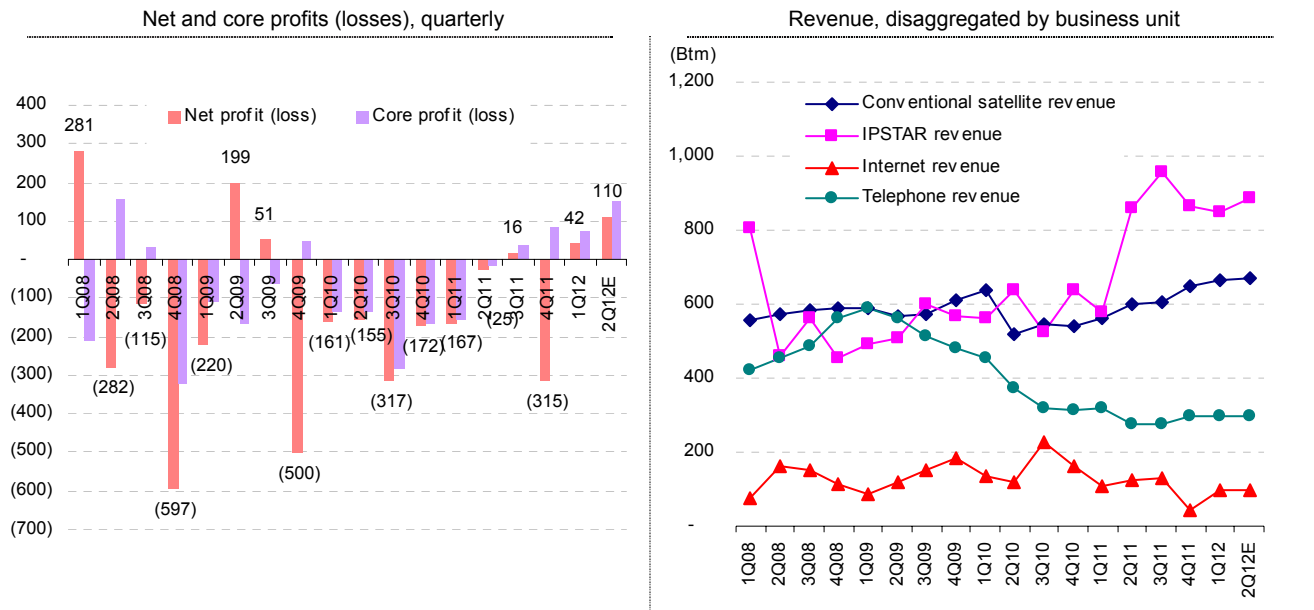 Net and core profits (losses), quarterly
400
300
200
100
-
(100)
(200)
(300)
(400)
(500)
(600)
(700)
Net profit (loss)
Core profit (loss)
281
(282)
(115)
(597)
(220)
199
51
(500)
(161)
(155)
(317)
(172)
(167)
(25)
16
(315)
42
110
1Q08
2Q08
3Q08
4Q08
1Q09
2Q09
3Q09
4Q09
1Q10
2Q10
3Q10
4Q10
1Q11
2Q11
3Q11
4Q11
1Q12
2Q12E
Revenue, disaggregated by business unit
(Btm)
1,200
1,000
800
600
400
200
-
Conventional satellite revenue
IPSTAR revenue
Internet revenue
Telephone revenue
1Q08
2Q08
3Q08
4Q08
1Q09
2Q09
3Q09
4Q09
1Q10
2Q10
3Q10
4Q10
1Q11
2Q11
3Q11
4Q11
1Q12
2Q12E